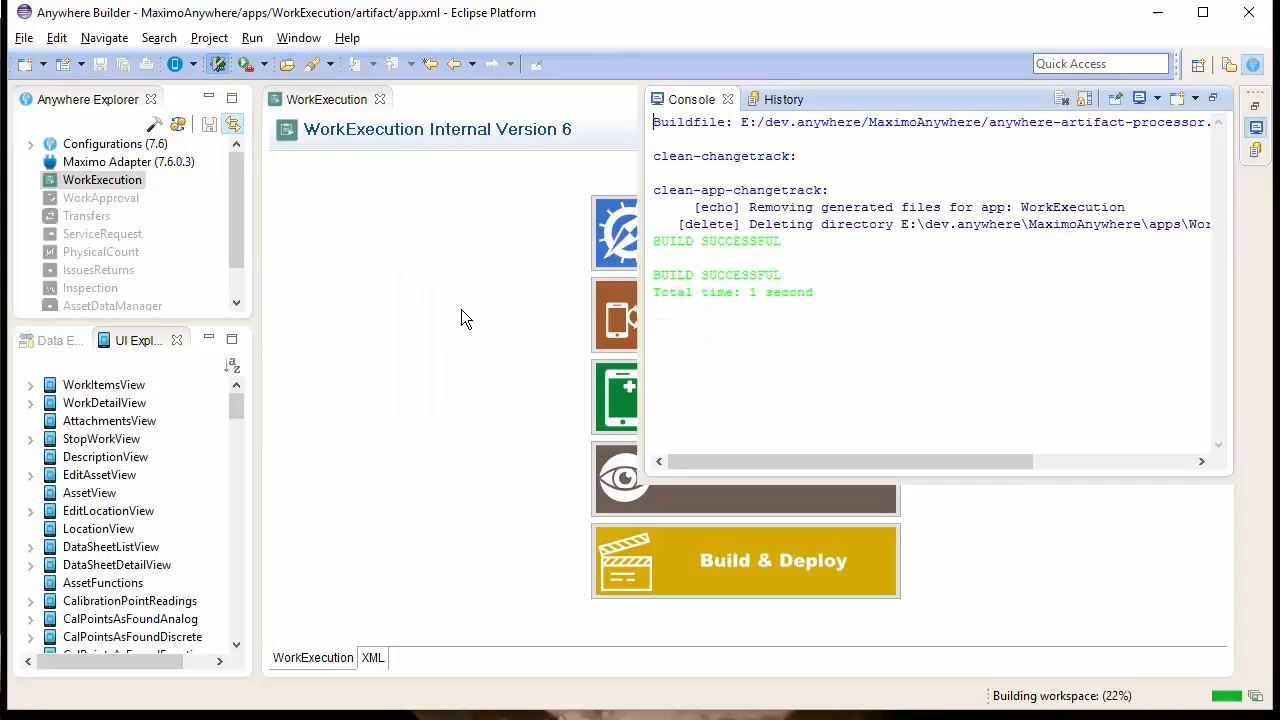 Anywhere Builder - MaximoAnywhere/apps/WorkExecution/artifact/app.xml - Eclipse Platform
File Edit Navigate Search Project Run Window Help
Quick Access
Anywhere Explorer
Configurations (7.6)
Maximo Adapter (7.6.0.3)
WorkExecution
WorkApproval
Transfers
ServiceRequest
PhysicalCount
IssuesReturns
Inspection
AssetDataManager
Data E...
UI Expl...
WorkItemsView
WorkDetailView
AttachmentsView
StopWorkView
DescriptionView
EditAssetView
AssetView
EditLocationView
LocationView
DataSheetListView
DataSheetDetailView
AssetFunctions
CalibrationPointReadings
CalPointsAsFoundAnalog
CalPointsAsFoundDiscrete
WorkExecution
WorkExecution Internal Version 6
Build & Deploy
WorkExecution XML
Console History
Buildfile: E:/dev.anywhere/MaximoAnywhere/anywhere-artifact-processor.
clean-changetrack:
clean-app-changetrack:
[echo] Removing generated files for app: WorkExecution
[delete] Deleting directory E:\dev.anywhere\MaximoAnywhere\apps\Wor
BUILD SUCCESSFUL
BUILD SUCCESSFUL
Total time: 1 second
Building workspace: (22%)